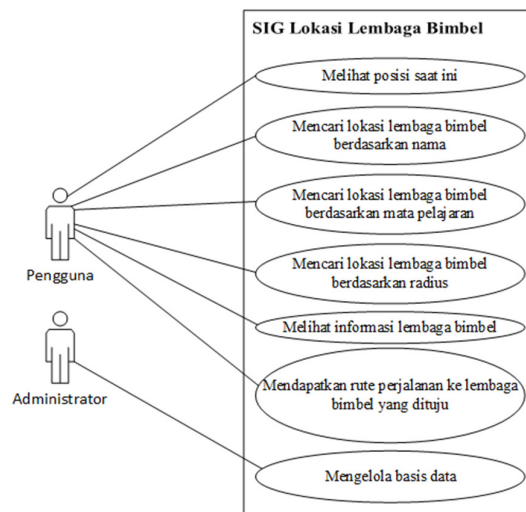 SIG Lokasi Lembaga Bimbel
Melihat posisi saat ini
Mencari lokasi lembaga bimbel
berdasarkan nama
Mencari lokasi lembaga bimbel
berdasarkan mata pelajaran
Mencari lokasi lembaga bimbel
berdasarkan radius
Pengguna
Melihat informasi lembaga bimbel
Mendapatkan rute perjalanan ke lembaga
bimbel yang dituju
Administrator
Mengelola basis data